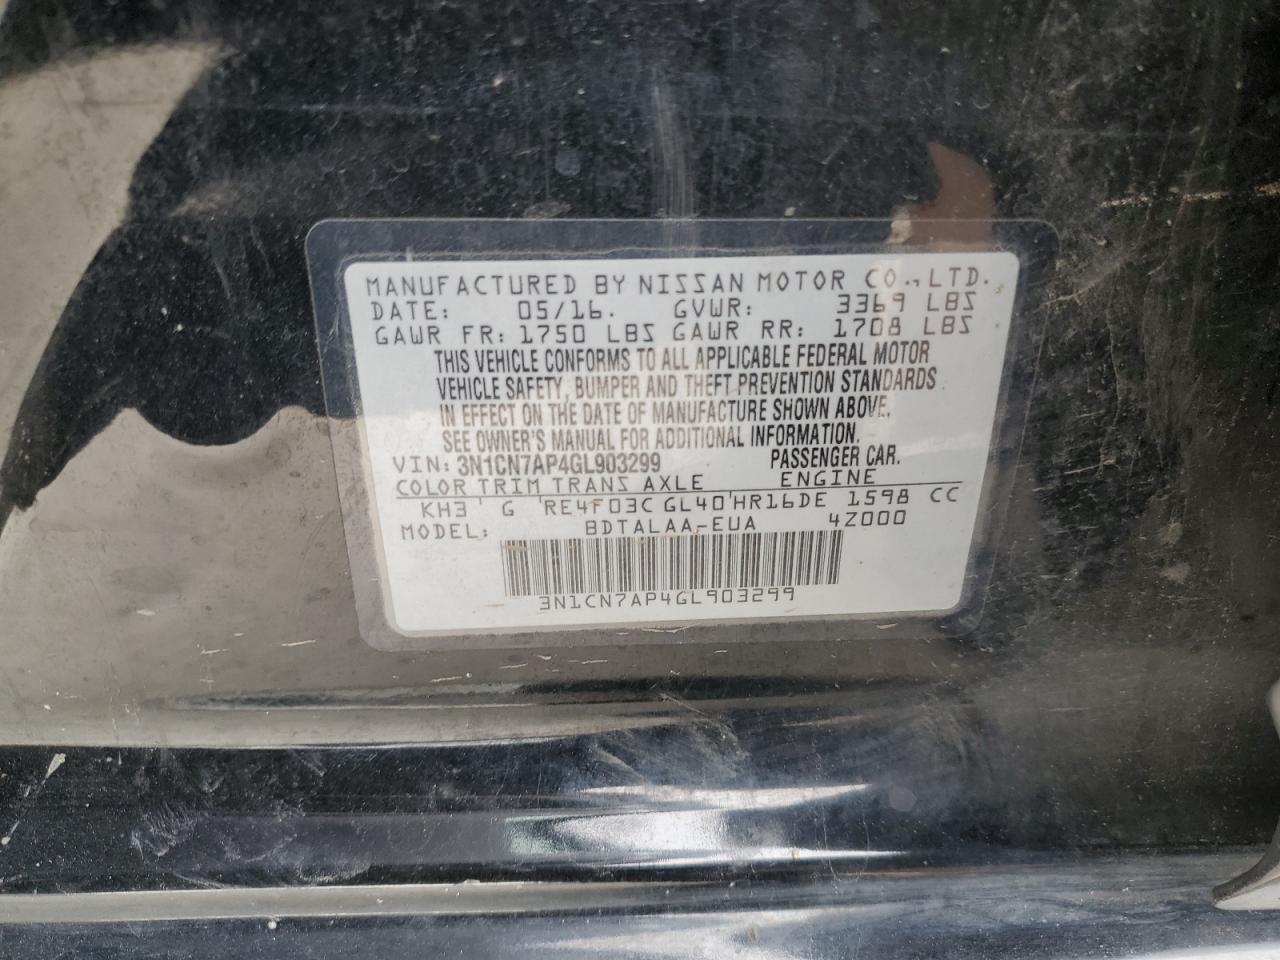 MANUFACTURED BY NISSAN MOTOR CO., LTD.
DATE: 05/16. GVWR: 3369 LBS
GAWR FR: 1750 LBS GAWR RR: 1708 LBS
THIS VEHICLE CONFORMS TO ALL APPLICABLE FEDERAL MOTOR
VEHICLE SAFETY, BUMPER AND THEFT PREVENTION STANDARDS
IN EFFECT ON THE DATE OF MANUFACTURE SHOWN ABOVE.
SEE OWNER'S MANUAL FOR ADDITIONAL INFORMATION.
VIN: 3N1CN7AP4GL903299 PASSENGER CAR.
COLOR TRIM TRANS AXLE ENGINE
KH3 ' G ' RE4F03C GL40 ' HR16DE 1598 CC
MODEL: BDTALAA-EUA 4Z000
3N1CN7AP4GL903299